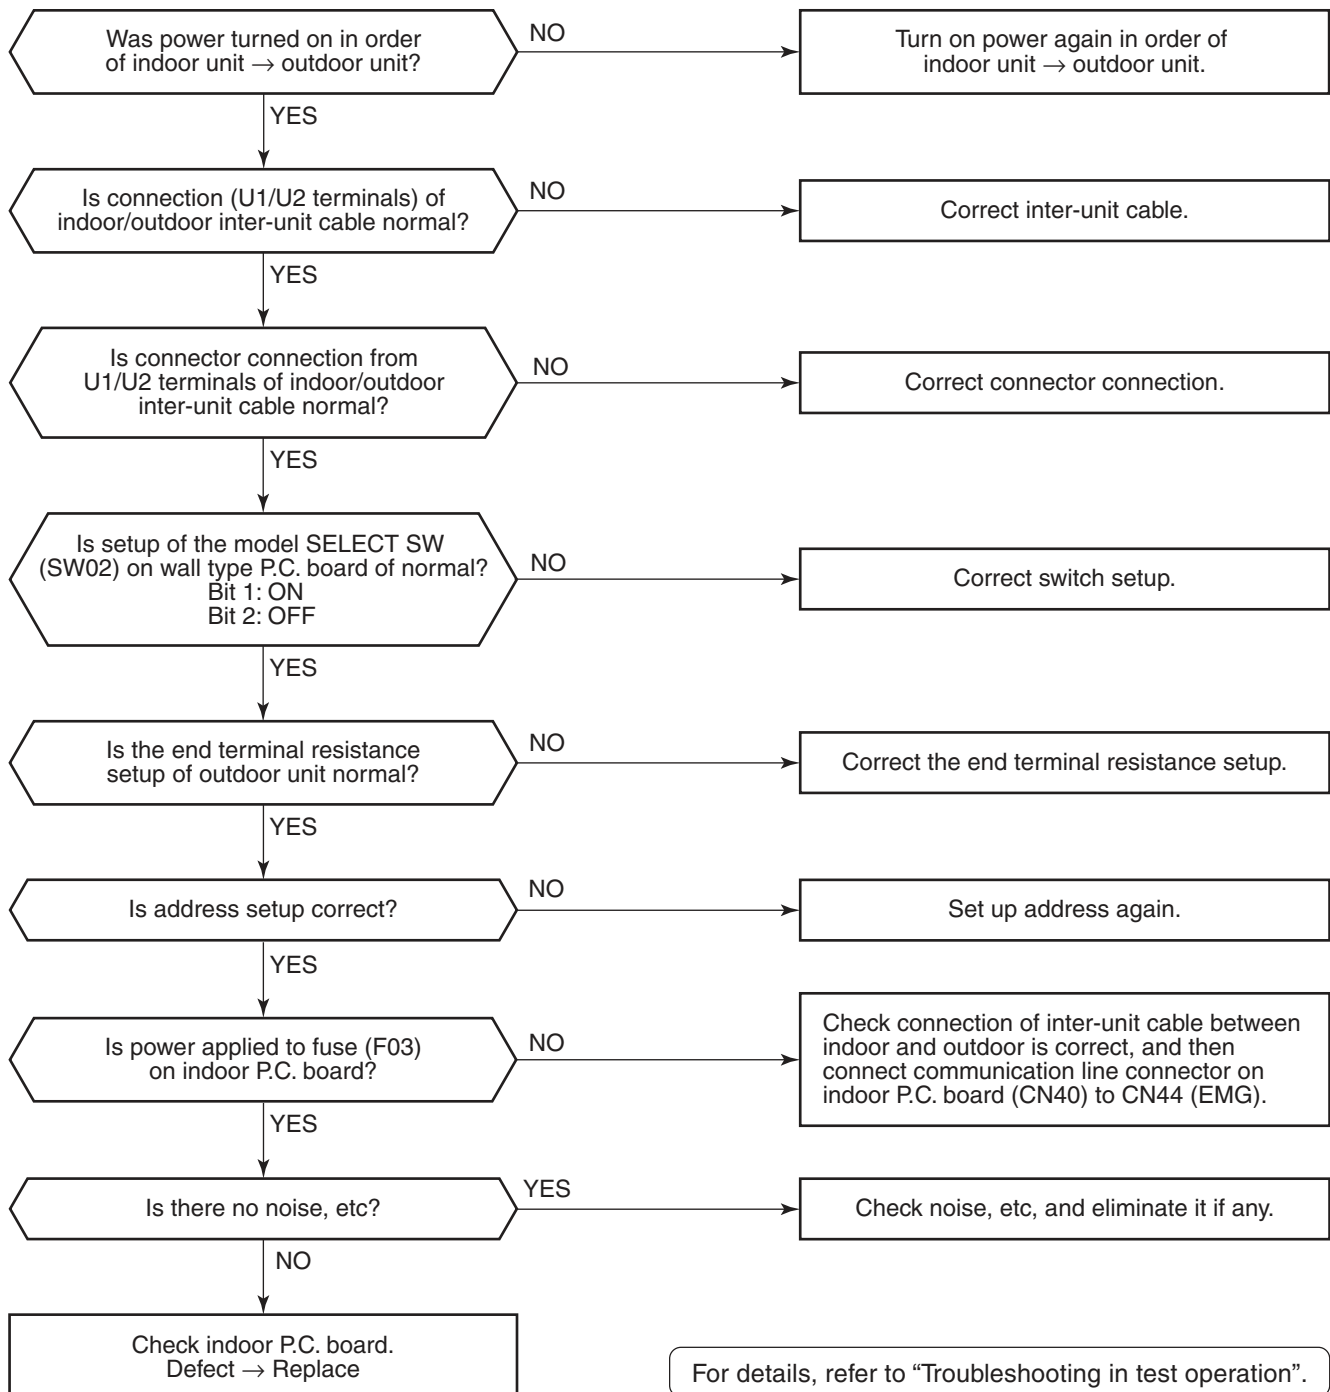 Was power turned on in order
of indoor unit → outdoor unit?
NO
Turn on power again in order of
indoor unit → outdoor unit.
YES
Is connection (U1/U2 terminals) of
indoor/outdoor inter-unit cable normal?
NO
Correct inter-unit cable.
YES
Is connector connection from
U1/U2 terminals of indoor/outdoor
inter-unit cable normal?
NO
Correct connector connection.
YES
Is setup of the model SELECT SW
(SW02) on wall type P.C. board of normal?
Bit 1: ON
Bit 2: OFF
NO
Correct switch setup.
YES
Is the end terminal resistance
setup of outdoor unit normal?
NO
Correct the end terminal resistance setup.
YES
Is address setup correct?
NO
Set up address again.
YES
Is power applied to fuse (F03)
on indoor P.C. board?
NO
Check connection of inter-unit cable between
indoor and outdoor is correct, and then
connect communication line connector on
indoor P.C. board (CN40) to CN44 (EMG).
YES
Is there no noise, etc?
YES
Check noise, etc, and eliminate it if any.
NO
Check indoor P.C. board.
Defect → Replace
For details, refer to “Troubleshooting in test operation”.